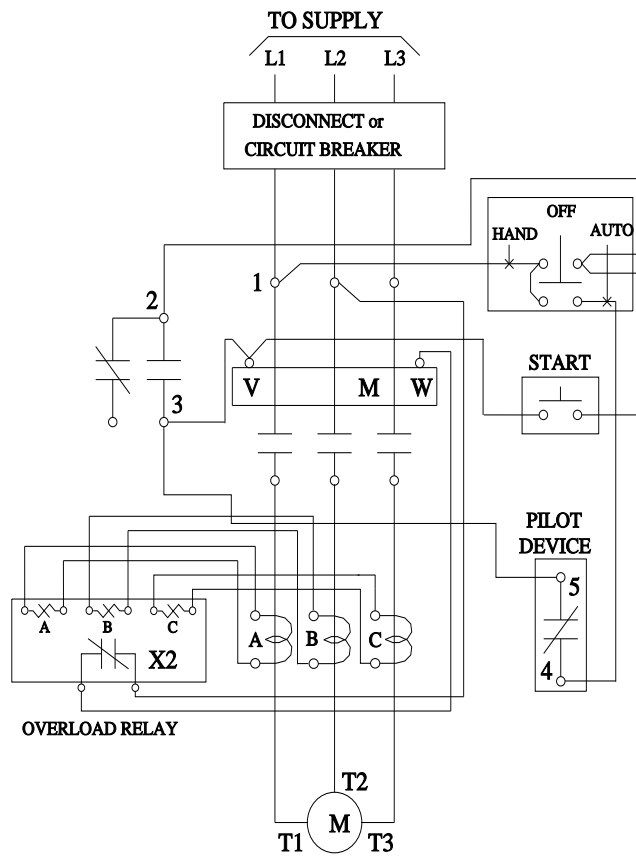 TO SUPPLY
L1 L2 L3
DISCONNECT or
CIRCUIT BREAKER
OFF
HAND AUTO
1
2
V M W
START
3
PILOT
DEVICE
5
4
A B C
X2
A B C
OVERLOAD RELAY
T2
M
T1 T3